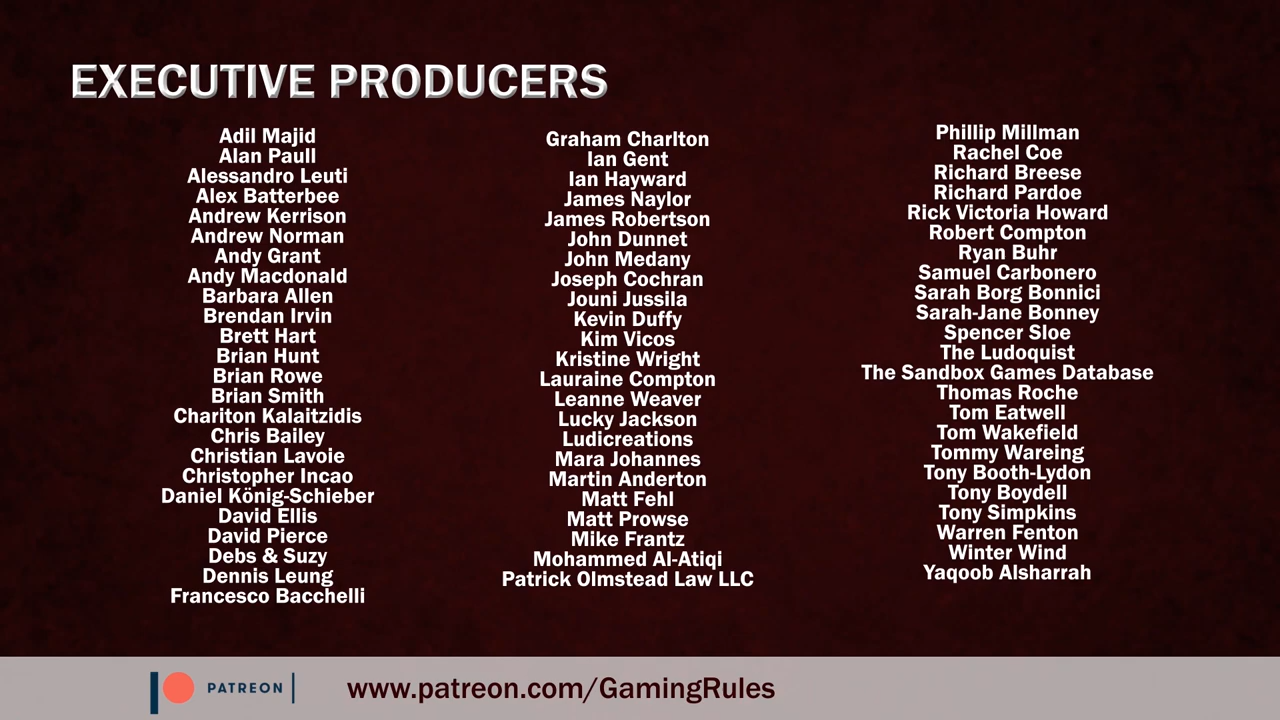 EXECUTIVE PRODUCERS
Adil Majid
Alan Paull
Alessandro Leuti
Alex Batterbee
Andrew Kerrison
Andrew Norman
Andy Grant
Andy Macdonald
Barbara Allen
Brendan Irvin
Brett Hart
Brian Hunt
Brian Rowe
Brian Smith
Chariton Kalaitzidis
Chris Bailey
Christian Lavoie
Christopher Incao
Daniel König-Schieber
David Ellis
David Pierce
Debs & Suzy
Dennis Leung
Francesco Bacchelli
Graham Charlton
Ian Gent
Ian Hayward
James Naylor
James Robertson
John Dunnet
John Medany
Joseph Cochran
Jouni Jussila
Kevin Duffy
Kim Vicos
Kristine Wright
Lauraine Compton
Leanne Weaver
Lucky Jackson
Ludicreations
Mara Johannes
Martin Anderton
Matt Fehl
Matt Prowse
Mike Frantz
Mohammed Al-Atiqi
Patrick Olmstead Law LLC
Phillip Millman
Rachel Coe
Richard Breese
Richard Pardoe
Rick Victoria Howard
Robert Compton
Ryan Buhr
Samuel Carbonero
Sarah Borg Bonnici
Sarah-Jane Bonney
Spencer Sloe
The Ludoquist
The Sandbox Games Database
Thomas Roche
Tom Eatwell
Tom Wakefield
Tommy Wareing
Tony Booth-Lydon
Tony Boydell
Tony Simpkins
Warren Fenton
Winter Wind
Yaqoob Alsharrah
PATREON
www.patreon.com/GamingRules